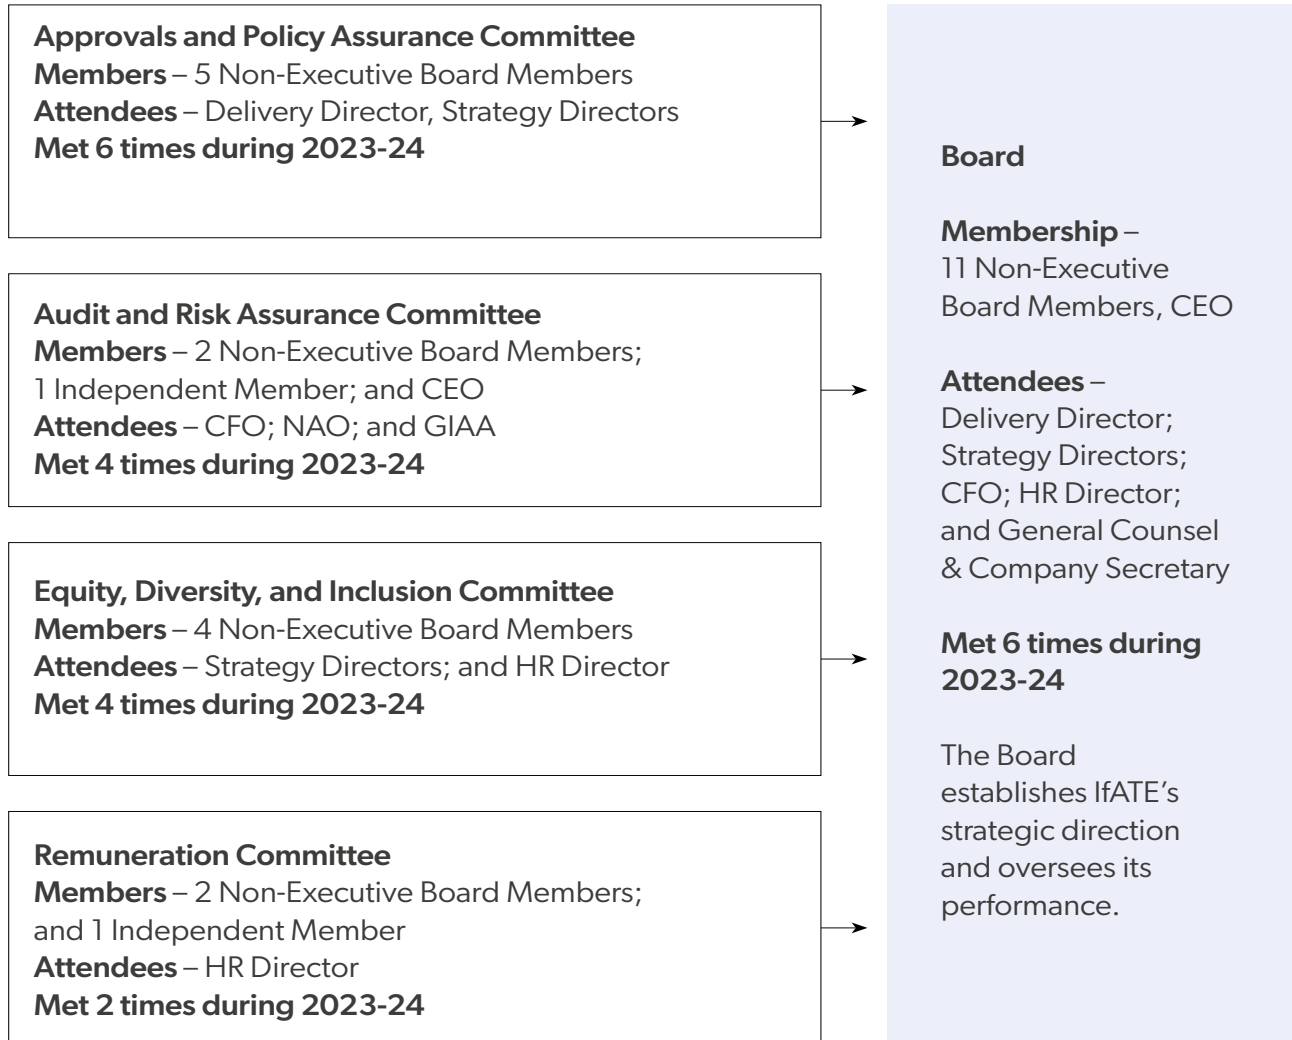 Approvals and Policy Assurance Committee
Members – 5 Non-Executive Board Members
Attendees – Delivery Director, Strategy Directors
Met 6 times during 2023-24
Audit and Risk Assurance Committee
Members – 2 Non-Executive Board Members;
1 Independent Member; and CEO
Attendees – CFO; NAO; and GIAA
Met 4 times during 2023-24
Equity, Diversity, and Inclusion Committee
Members – 4 Non-Executive Board Members
Attendees – Strategy Directors; and HR Director
Met 4 times during 2023-24
Remuneration Committee
Members – 2 Non-Executive Board Members;
and 1 Independent Member
Attendees – HR Director
Met 2 times during 2023-24
Board
Membership –
11 Non-Executive
Board Members, CEO
Attendees –
Delivery Director;
Strategy Directors;
CFO; HR Director;
and General Counsel
& Company Secretary
Met 6 times during
2023-24
The Board
establishes IfATE’s
strategic direction
and oversees its
performance.